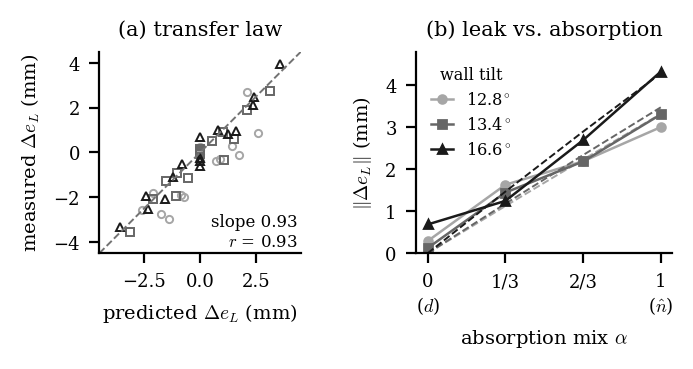 (a) transfer law
measured Δe_L (mm)
4
2
0
−2
−4
slope 0.93
r = 0.93
−2.5 0.0 2.5
predicted Δe_L (mm)
(b) leak vs. absorption
‖Δe_L‖ (mm)
4
3
2
1
0
wall tilt
12.8°
13.4°
16.6°
0 1/3 2/3 1
(d) (n̂)
absorption mix α